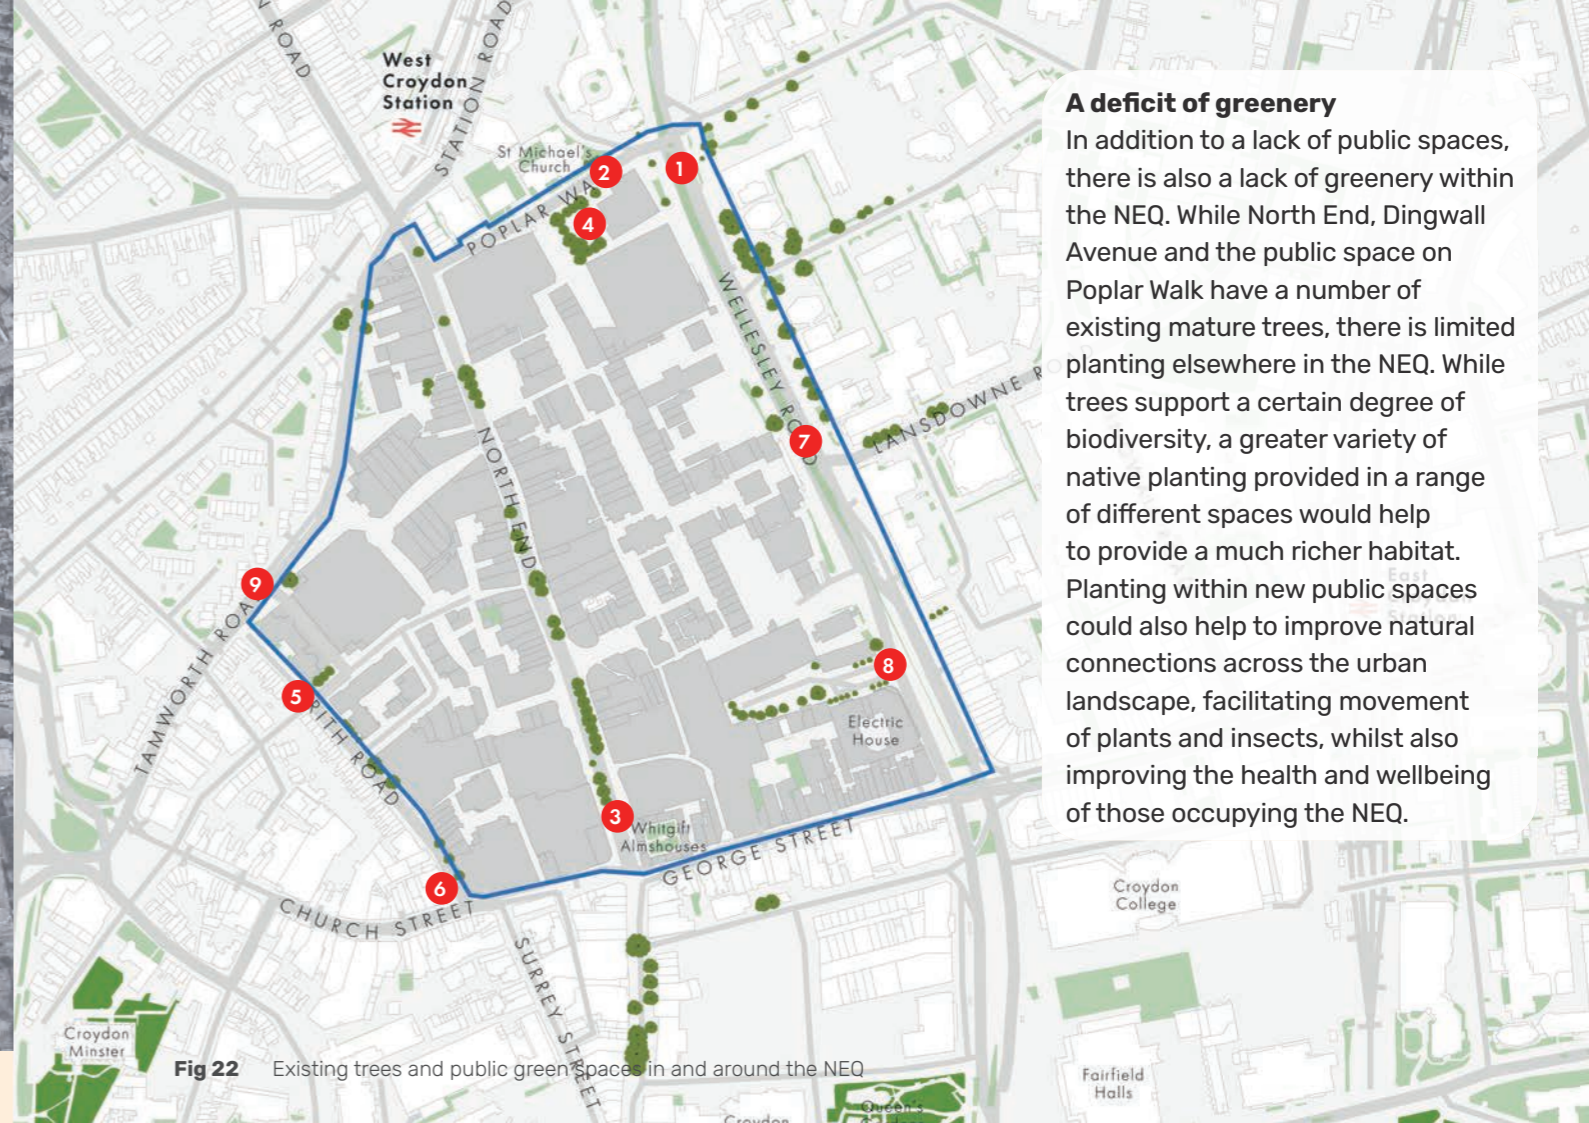 West
Croydon
Station
STATION ROAD
N ROAD
St Michael's
Church
2
1
4
POPLAR WA
WELLESLEY RO
D
7
LANSDOWNE R
NORTH END
9
TAMWORTH ROA
5
RITH ROAD
8
Electric
House
3
Whitgift
Almshouses
GEORGE STREET
6
CHURCH STREET
SURREY STREET
Croydon
Minster
Croydon
College
Fairfield
Halls
East
Station
Croydon
Queen's
A deficit of greenery
In addition to a lack of public spaces,
there is also a lack of greenery within
the NEQ. While North End, Dingwall
Avenue and the public space on
Poplar Walk have a number of
existing mature trees, there is limited
planting elsewhere in the NEQ. While
trees support a certain degree of
biodiversity, a greater variety of
native planting provided in a range
of different spaces would help
to provide a much richer habitat.
Planting within new public spaces
could also help to improve natural
connections across the urban
landscape, facilitating movement
of plants and insects, whilst also
improving the health and wellbeing
of those occupying the NEQ.
Fig 22 Existing trees and public green spaces in and around the NEQ